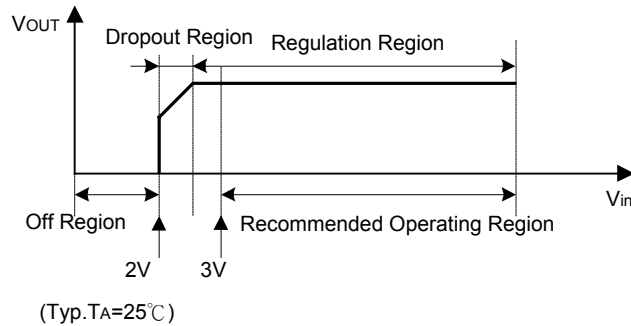 VOUT
Dropout Region
Regulation Region
Vin
Off Region
Recommended Operating Region
2V
3V
(Typ.TA=25℃)